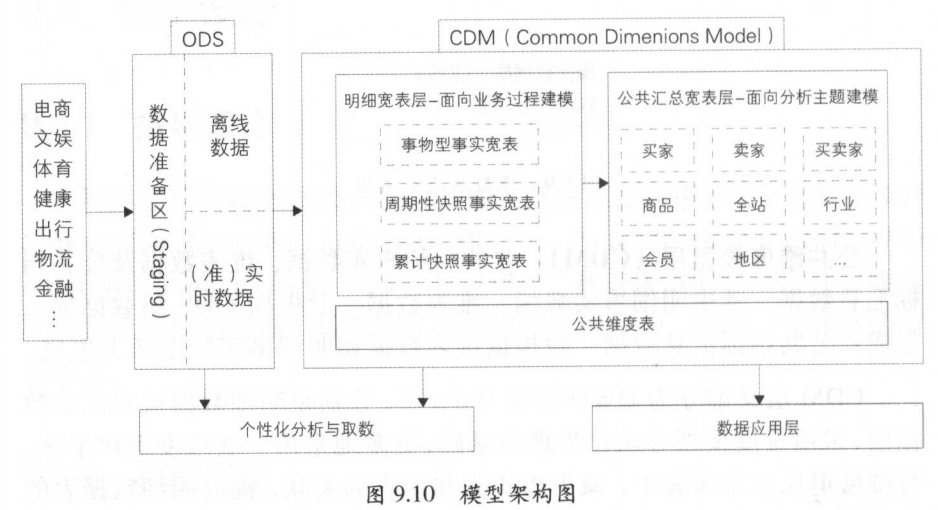 ODS
CDM（Common Dimenions Model）
电商
文娱
体育
健康
出行
物流
金融
…
数据准备区（Staging）
离线
数据
（准）实
时数据
明细宽表层–面向业务过程建模
事物型事实宽表
周期性快照事实宽表
累计快照事实宽表
公共汇总宽表层–面向分析主题建模
买家 卖家 买卖家
商品 全站 行业
会员 地区
公共维度表
个性化分析与取数
数据应用层
图 9.10 模型架构图